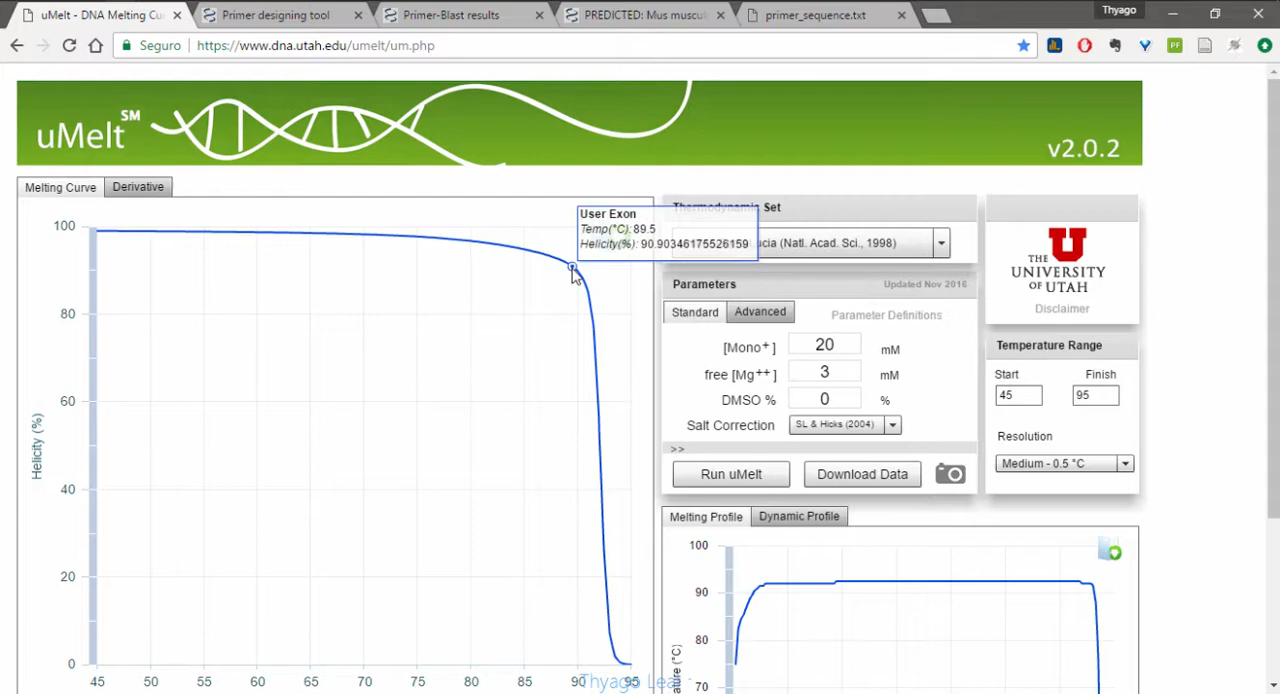 uMelt - DNA Melting Cu
Primer designing tool
Primer-Blast results
PREDICTED: Mus muscul
primer_sequence.txt
Thyago
Seguro
https://www.dna.utah.edu/umelt/um.php
uMelt SM
v2.0.2
Melting Curve
Derivative
User Exon
Temp(°C): 89.5
Helicity(%): 90.90346175526159
Thermodynamic Set
ucia (Natl. Acad. Sci., 1998)
Parameters
Updated Nov 2016
Standard
Advanced
Parameter Definitions
[Mono+] 20 mM
free [Mg++] 3 mM
DMSO % 0 %
Salt Correction SL & Hicks (2004)
>>
Run uMelt
Download Data
U
THE
UNIVERSITY
OF UTAH
Disclaimer
Temperature Range
Start
Finish
45
95
Resolution
Medium - 0.5 °C
Helicity (%)
100
80
60
40
20
0
45 50 55 60 65 70 75 80 85 90 95
Melting Profile
Dynamic Profile
100
90
80
70
ature (°C)
Thyago Lea